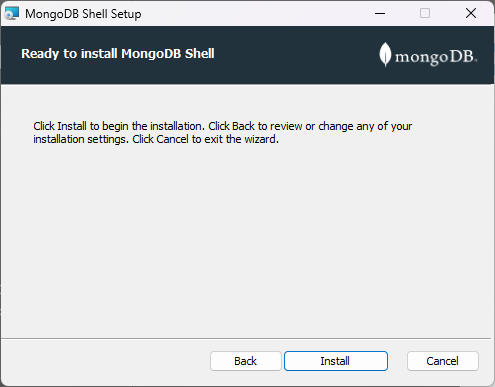 MongoDB Shell Setup
Ready to install MongoDB Shell
mongoDB®
Click Install to begin the installation. Click Back to review or change any of your
installation settings. Click Cancel to exit the wizard.
Back
Install
Cancel